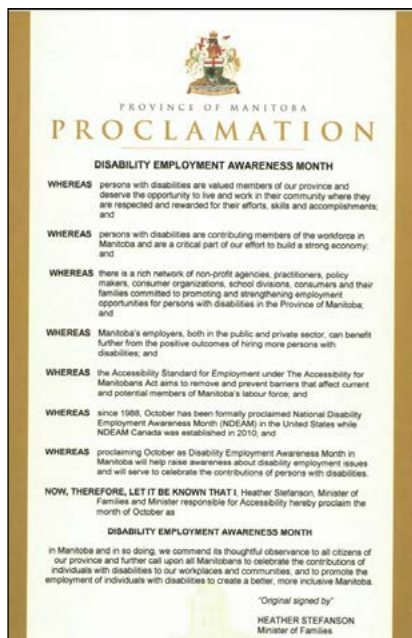 PROVINCE OF MANITOBA
PROCLAMATION
DISABILITY EMPLOYMENT AWARENESS MONTH
WHEREAS persons with disabilities are valued members of our province and
deserve the opportunity to live and work in their community where they
are respected and rewarded for their efforts, skills and accomplishments;
and
WHEREAS persons with disabilities are contributing members of the workforce in
Manitoba and are a critical part of our effort to build a strong economy;
and
WHEREAS there is a rich network of non-profit agencies, practitioners, policy
makers, consumer organizations, school divisions, consumers and their
families committed to promoting and strengthening employment
opportunities for persons with disabilities in the Province of Manitoba;
and
WHEREAS Manitoba's employers, both in the public and private sector, can benefit
further from the positive outcomes of hiring more persons with
disabilities; and
WHEREAS the Accessibility Standard for Employment under The Accessibility for
Manitobans Act aims to remove and prevent barriers that affect current
and potential members of Manitoba's labour force; and
WHEREAS since 1988, October has been formally proclaimed National Disability
Employment Awareness Month (NDEAM) in the United States while
NDEAM Canada was established in 2010; and
WHEREAS proclaiming October as Disability Employment Awareness Month in
Manitoba will help raise awareness about disability employment issues
and will serve to celebrate the contributions of persons with disabilities.
NOW, THEREFORE, LET IT BE KNOWN THAT I, Heather Stefanson, Minister of
Families and Minister responsible for Accessibility hereby proclaim the
month of October as
DISABILITY EMPLOYMENT AWARENESS MONTH
in Manitoba and in so doing, we commend its thoughtful observance to all citizens of
our province and further call upon all Manitobans to celebrate the contributions of
individuals with disabilities to our workplaces and communities, and to promote the
employment of individuals with disabilities to create a better, more inclusive Manitoba.
"Original signed by"
HEATHER STEFANSON
Minister of Families